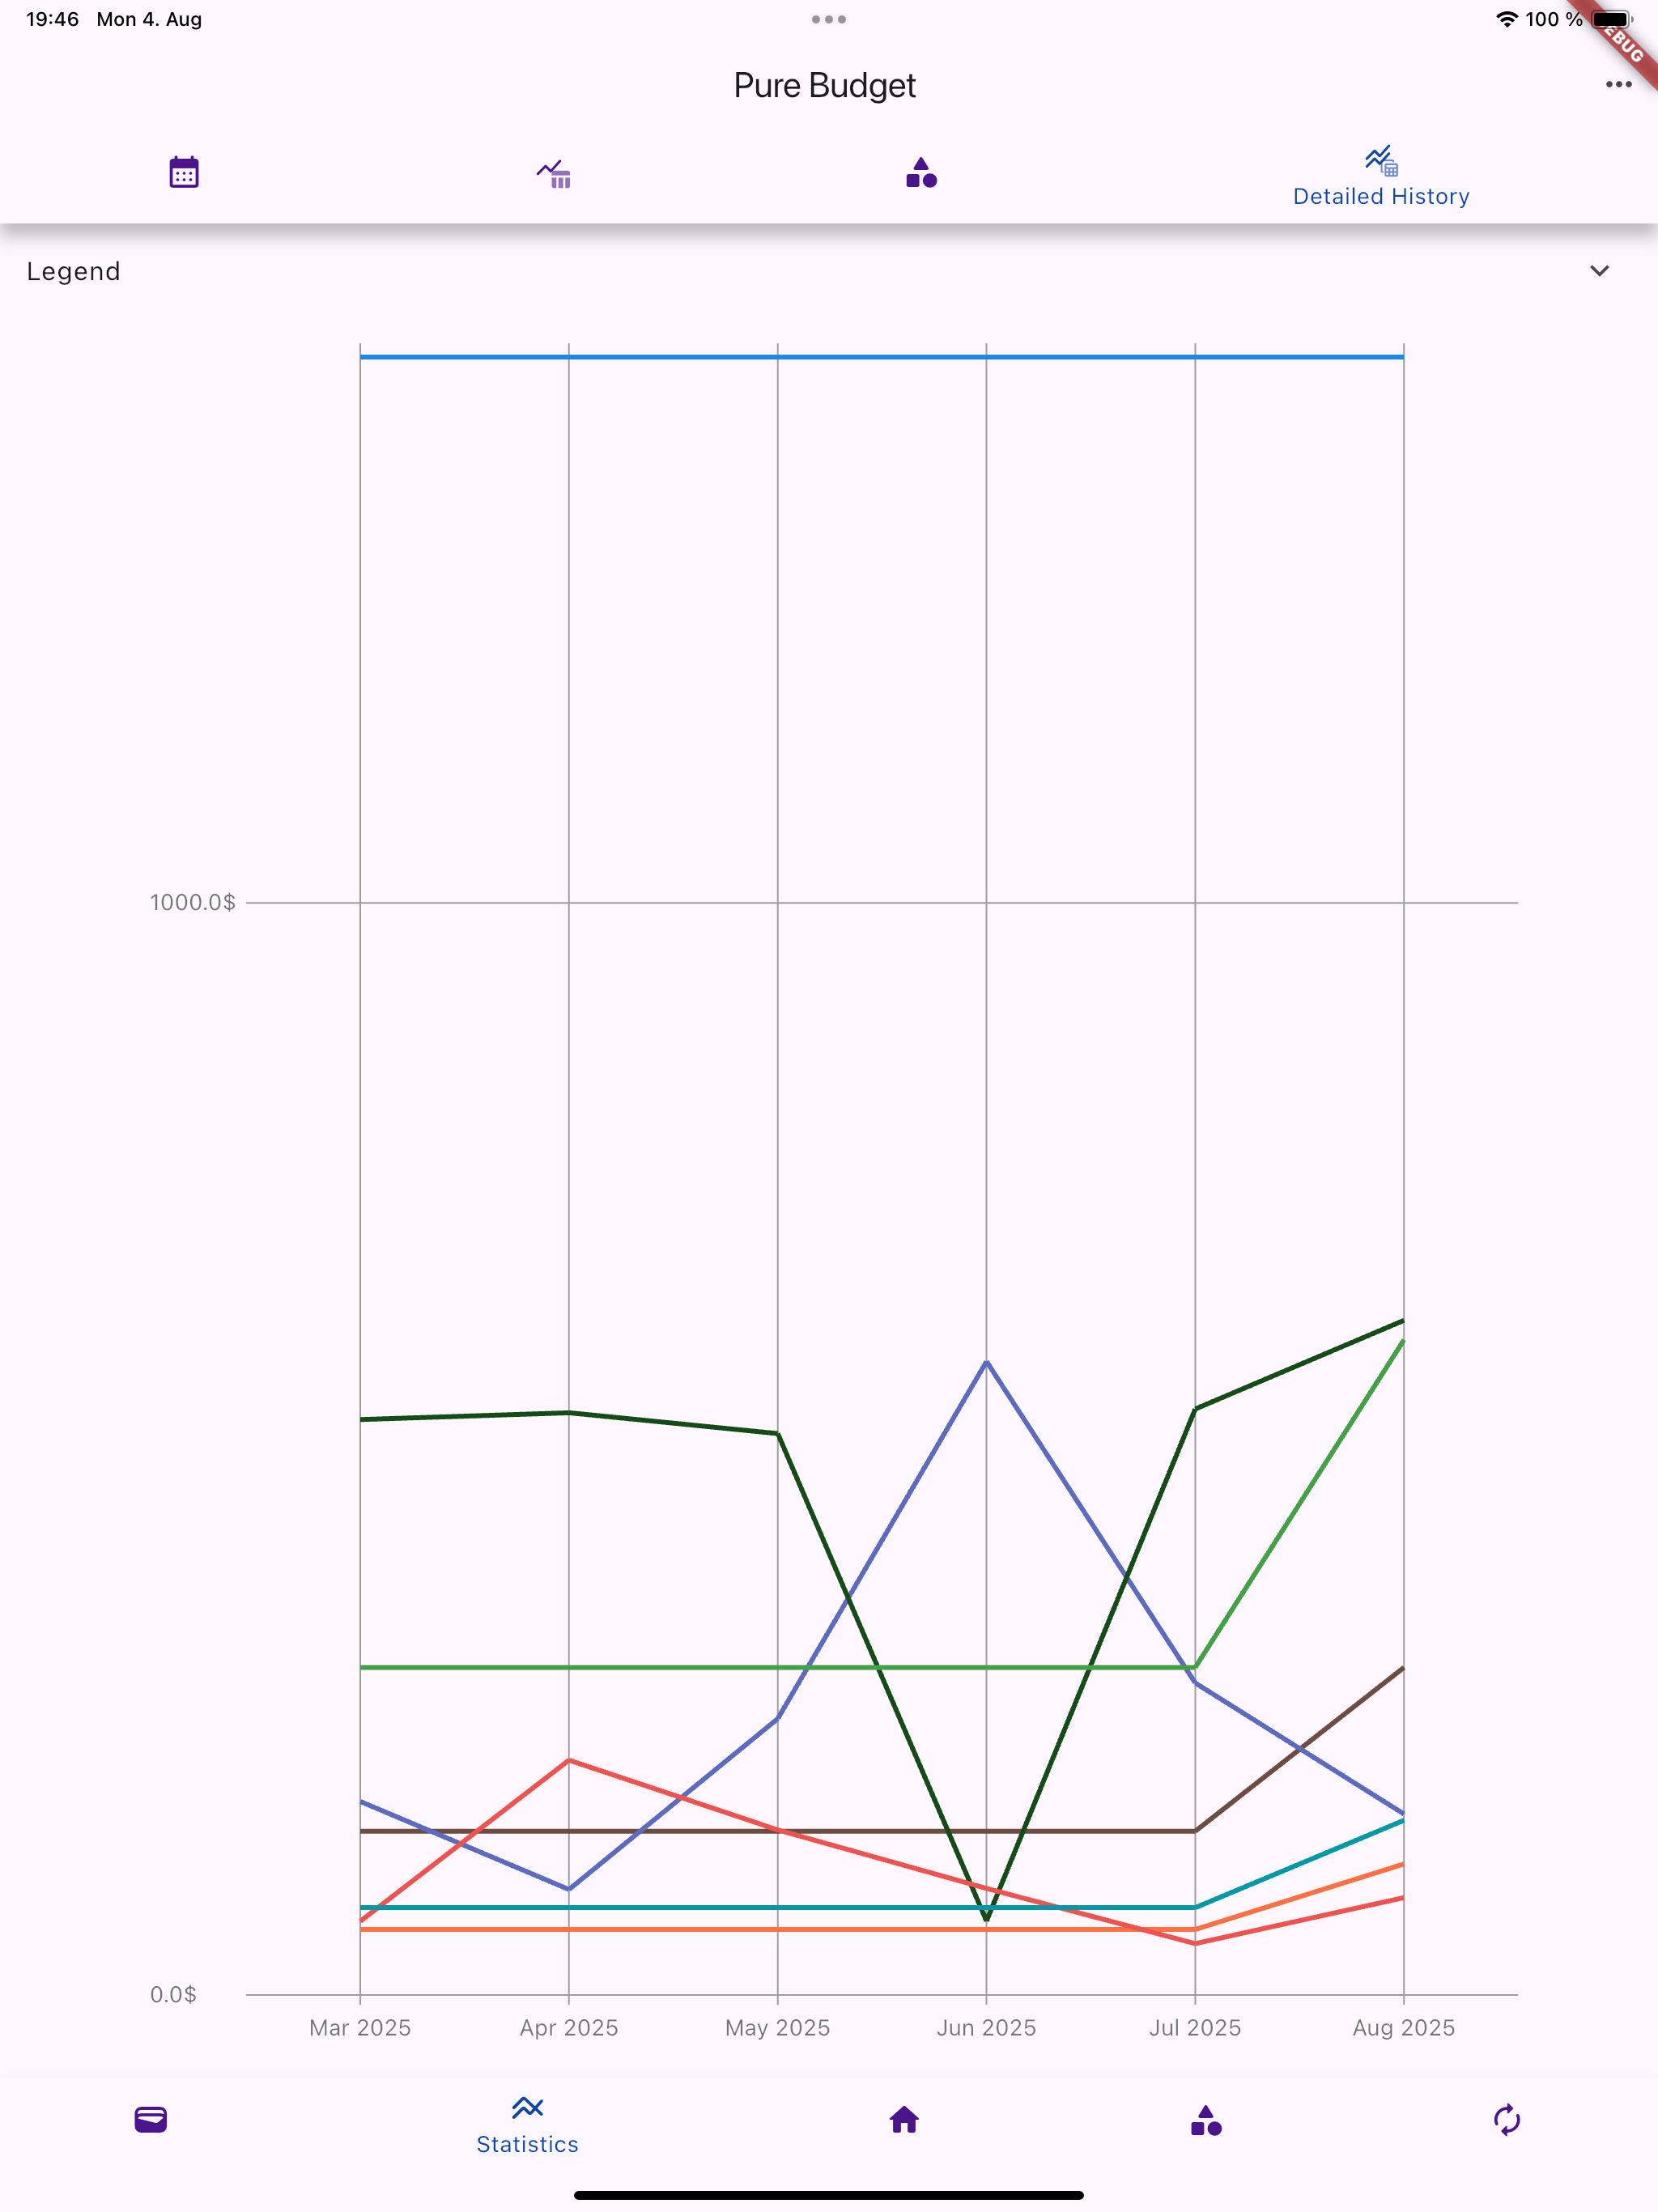 19:46 Mon 4. Aug
100 %
EBUG
Pure Budget
Detailed History
Legend
1000.0$
0.0$
Mar 2025
Apr 2025
May 2025
Jun 2025
Jul 2025
Aug 2025
Statistics